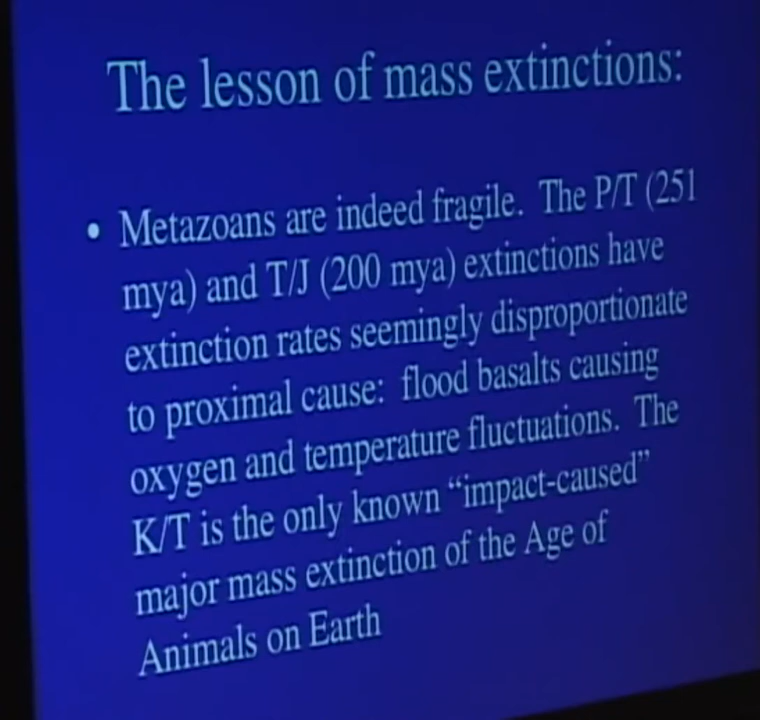 The lesson of mass extinctions:
• Metazoans are indeed fragile. The P/T (251
mya) and T/J (200 mya) extinctions have
extinction rates seemingly disproportionate
to proximal cause: flood basalts causing
oxygen and temperature fluctuations. The
K/T is the only known “impact-caused”
major mass extinction of the Age of
Animals on Earth